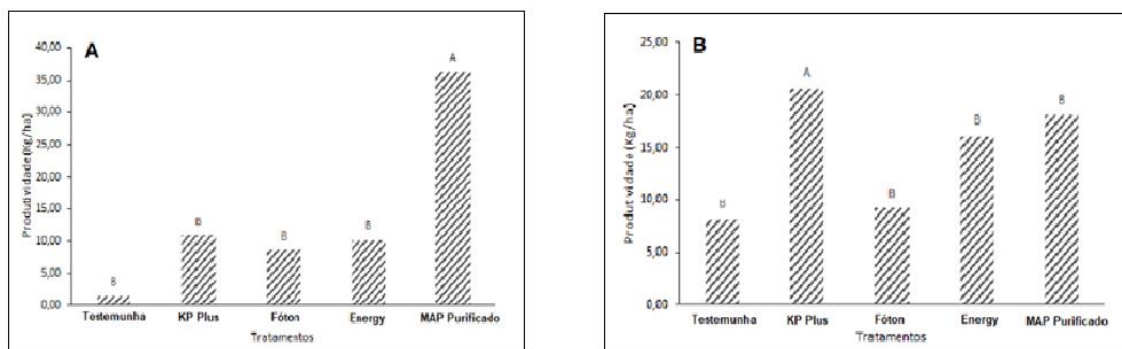 A
Produtividade(Kg/ha)
40,00
35,00
30,00
25,00
20,00
15,00
10,00
5,00
0,00
B
B
B
B
A
Testemunha KP Plus Fóton Energy MAP Purificado
Tratamentos
B
Produtividade(Kg/ha)
25,00
20,00
15,00
10,00
5,00
0,00
B
A
B
B
B
Testemunha KP Plus Fóton Energy MAP Purificado
Tratamentos